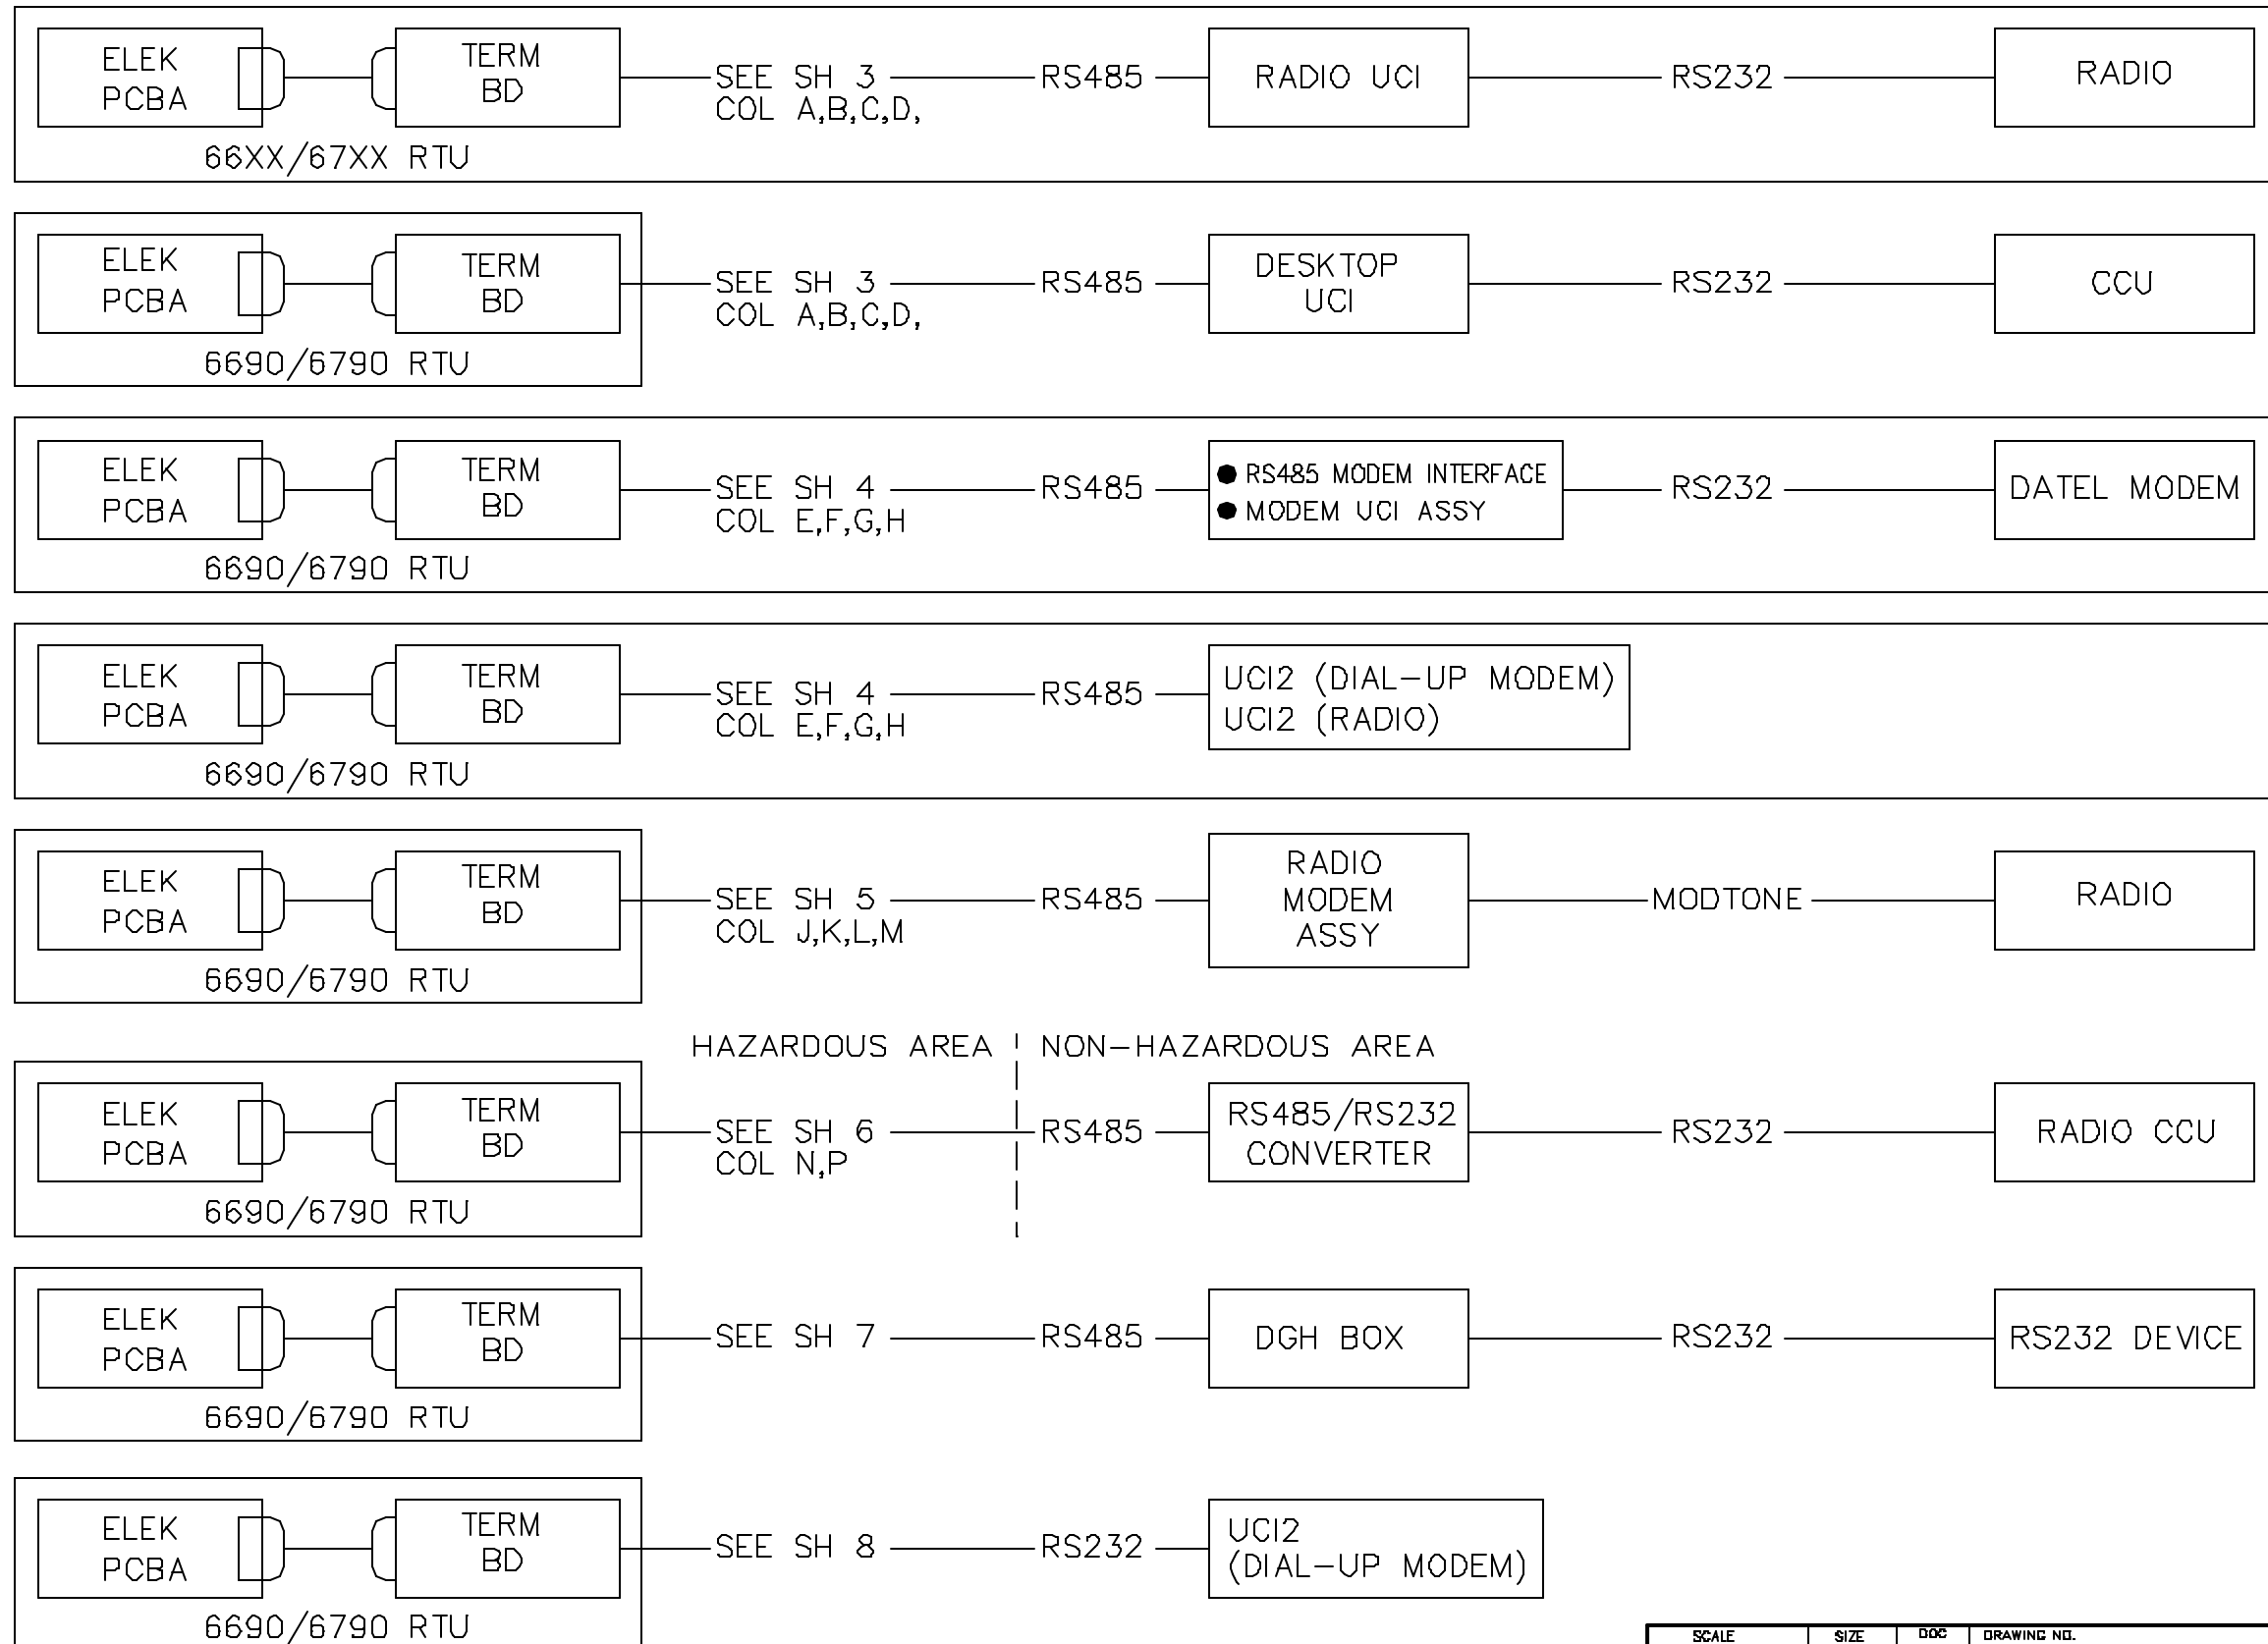 ELEK
PCBA
TERM
BD
SEE SH 3
COL A,B,C,D,
RS485
RADIO UCI
RS232
RADIO
66XX/67XX RTU
ELEK
PCBA
TERM
BD
SEE SH 3
COL A,B,C,D,
RS485
DESKTOP
UCI
RS232
CCU
6690/6790 RTU
ELEK
PCBA
TERM
BD
SEE SH 4
COL E,F,G,H
RS485
● RS485 MODEM INTERFACE
● MODEM UCI ASSY
RS232
DATEL MODEM
6690/6790 RTU
ELEK
PCBA
TERM
BD
SEE SH 4
COL E,F,G,H
RS485
UCI2 (DIAL-UP MODEM)
UCI2 (RADIO)
6690/6790 RTU
ELEK
PCBA
TERM
BD
SEE SH 5
COL J,K,L,M
RS485
RADIO
MODEM
ASSY
MODTONE
RADIO
6690/6790 RTU
HAZARDOUS AREA
NON-HAZARDOUS AREA
ELEK
PCBA
TERM
BD
SEE SH 6
COL N,P
RS485
RS485/RS232
CONVERTER
RS232
RADIO CCU
6690/6790 RTU
ELEK
PCBA
TERM
BD
SEE SH 7
RS485
DGH BOX
RS232
RS232 DEVICE
6690/6790 RTU
ELEK
PCBA
TERM
BD
SEE SH 8
RS232
UCI2
(DIAL-UP MODEM)
6690/6790 RTU
SCALE
SIZE
DOC
DRAWING NO.